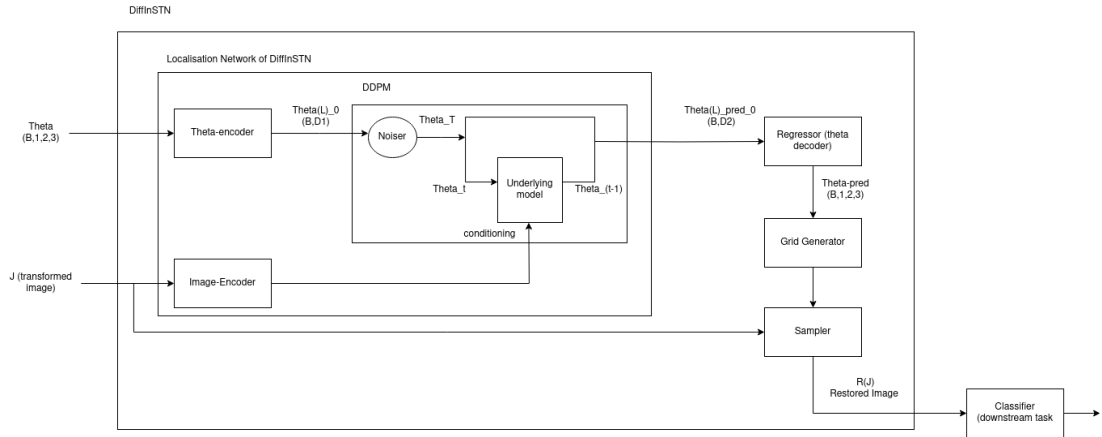 DiffInSTN
Localisation Network of DiffInSTN
DDPM
Theta
(B,1,2,3)
Theta-encoder
Theta(L)_0
(B,D1)
Noiser
Theta_T
Theta_t
Underlying
model
Theta_(t-1)
conditioning
Theta(L)_pred_0
(B,D2)
Regressor (theta
decoder)
Theta-pred
(B,1,2,3)
Grid Generator
J (transformed
image)
Image-Encoder
Sampler
R(J)
Restored Image
Classifier
(downstream task